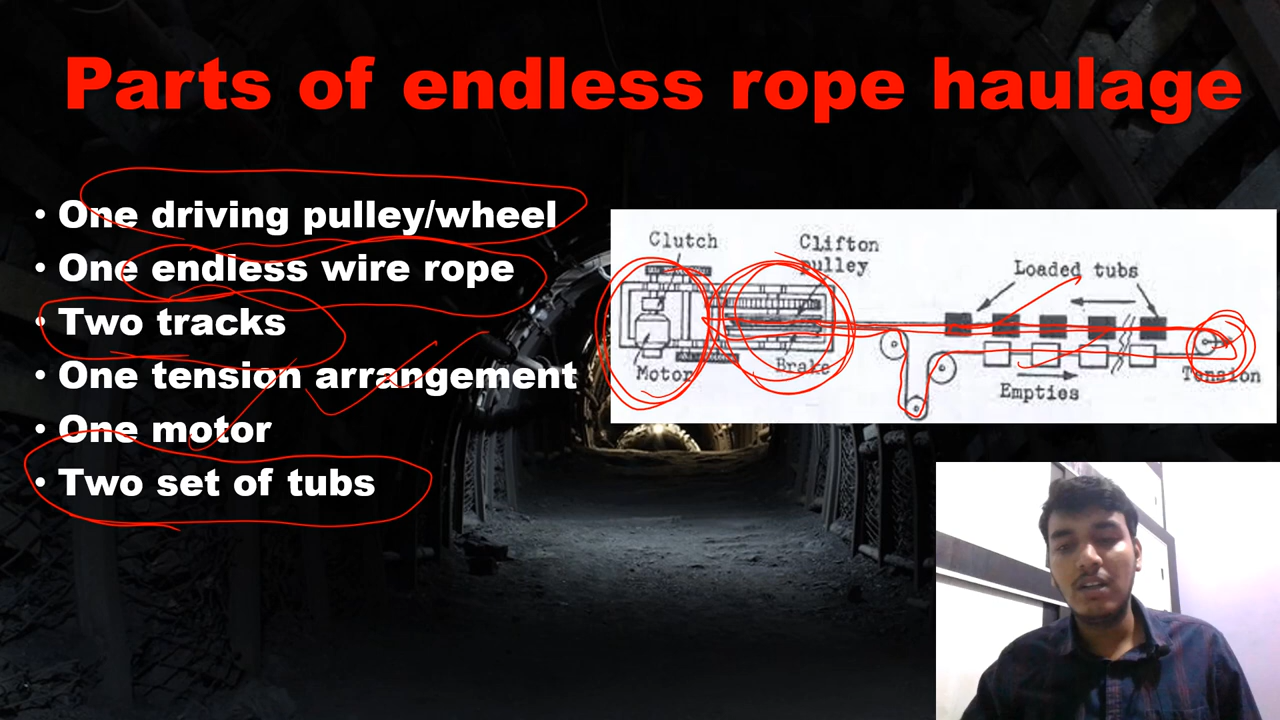 Parts of endless rope haulage
• One driving pulley/wheel
• One endless wire rope
• Two tracks
• One tension arrangement
• One motor
• Two set of tubs
Clutch
Clifton
pulley
Loaded tubs
Motor
Brake
Empties
Tension